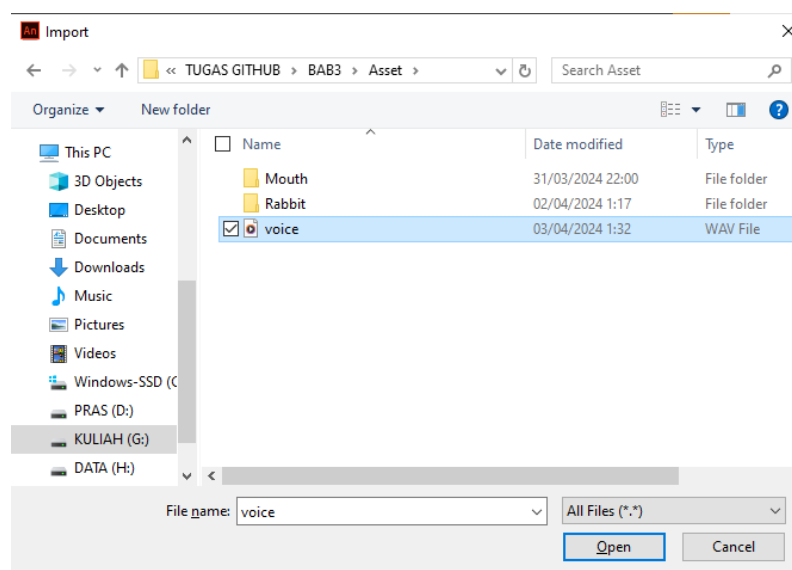 An Import
« TUGAS GITHUB > BAB3 > Asset > Search Asset
Organize New folder ?
Name Date modified Type
This PC
3D Objects
Desktop
Documents
Downloads
Music
Pictures
Videos
Windows-SSD (C
PRAS (D:)
KULIAH (G:)
DATA (H:)
Mouth 31/03/2024 22:00 File folder
Rabbit 02/04/2024 1:17 File folder
voice 03/04/2024 1:32 WAV File
File name: voice All Files (*.*)
Open Cancel